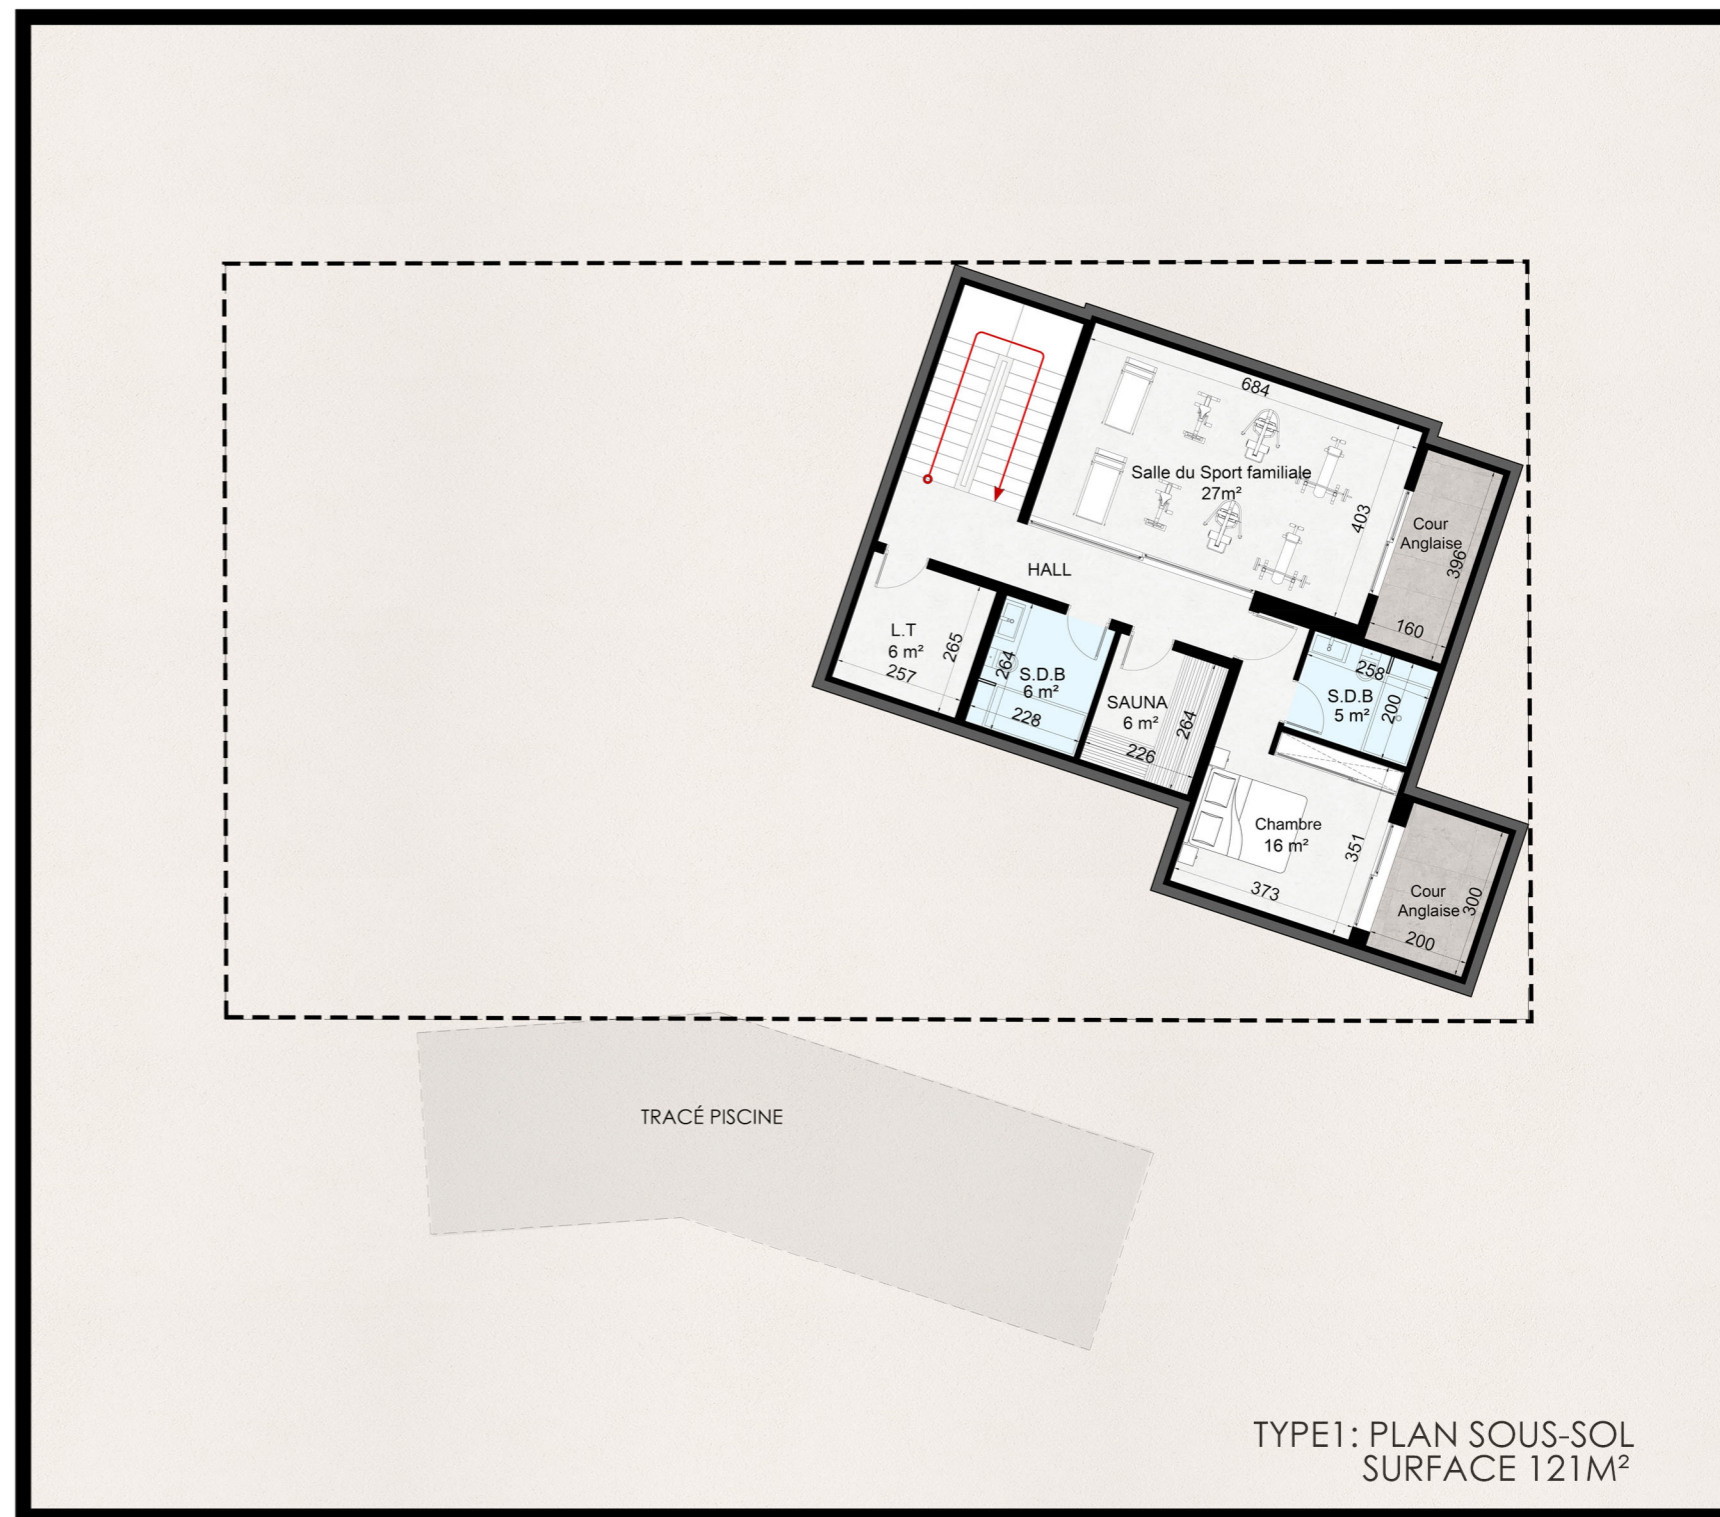 684
Salle du Sport familiale
27m²
403
Cour
Anglaise
396
160
HALL
L.T
6 m²
265
257
264
S.D.B
6 m²
228
SAUNA
6 m²
264
226
258
S.D.B
5 m²
200
Chambre
16 m²
351
373
Cour
Anglaise
300
200
TRACÉ PISCINE
TYPE1: PLAN SOUS-SOL
SURFACE 121M²